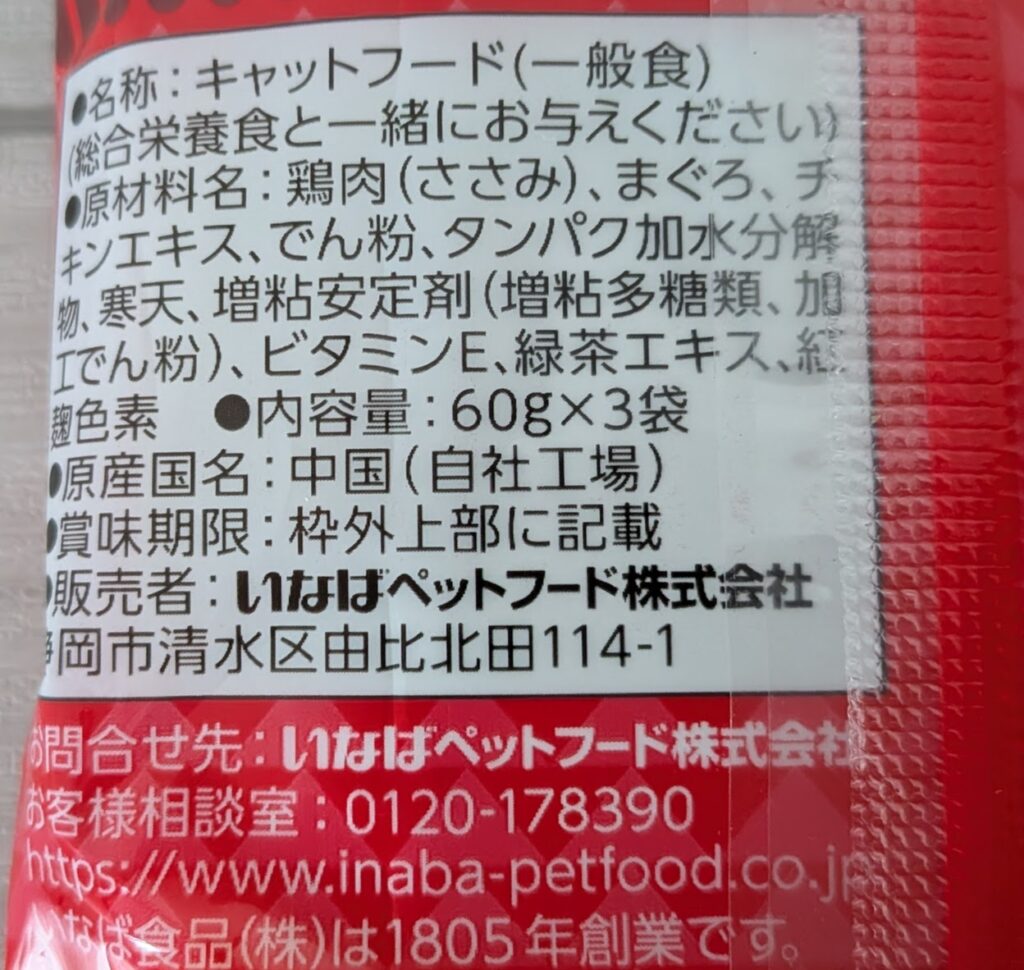 ●名称：キャットフード(一般食)
(総合栄養食と一緒にお与えください)
●原材料名：鶏肉(ささみ)、まぐろ、チ
キンエキス、でん粉、タンパク加水分解
物、寒天、増粘安定剤(増粘多糖類、加
工でん粉)、ビタミンE、緑茶エキス、紅
麹色素　●内容量：60g×3袋
●原産国名：中国(自社工場)
●賞味期限：枠外上部に記載
●販売者：いなばペットフード株式会社
静岡市清水区由比北田114-1
お問合せ先：いなばペットフード株式会社
お客様相談室：0120-178390
https://www.inaba-petfood.co.jp
いなば食品(株)は1805年創業です。